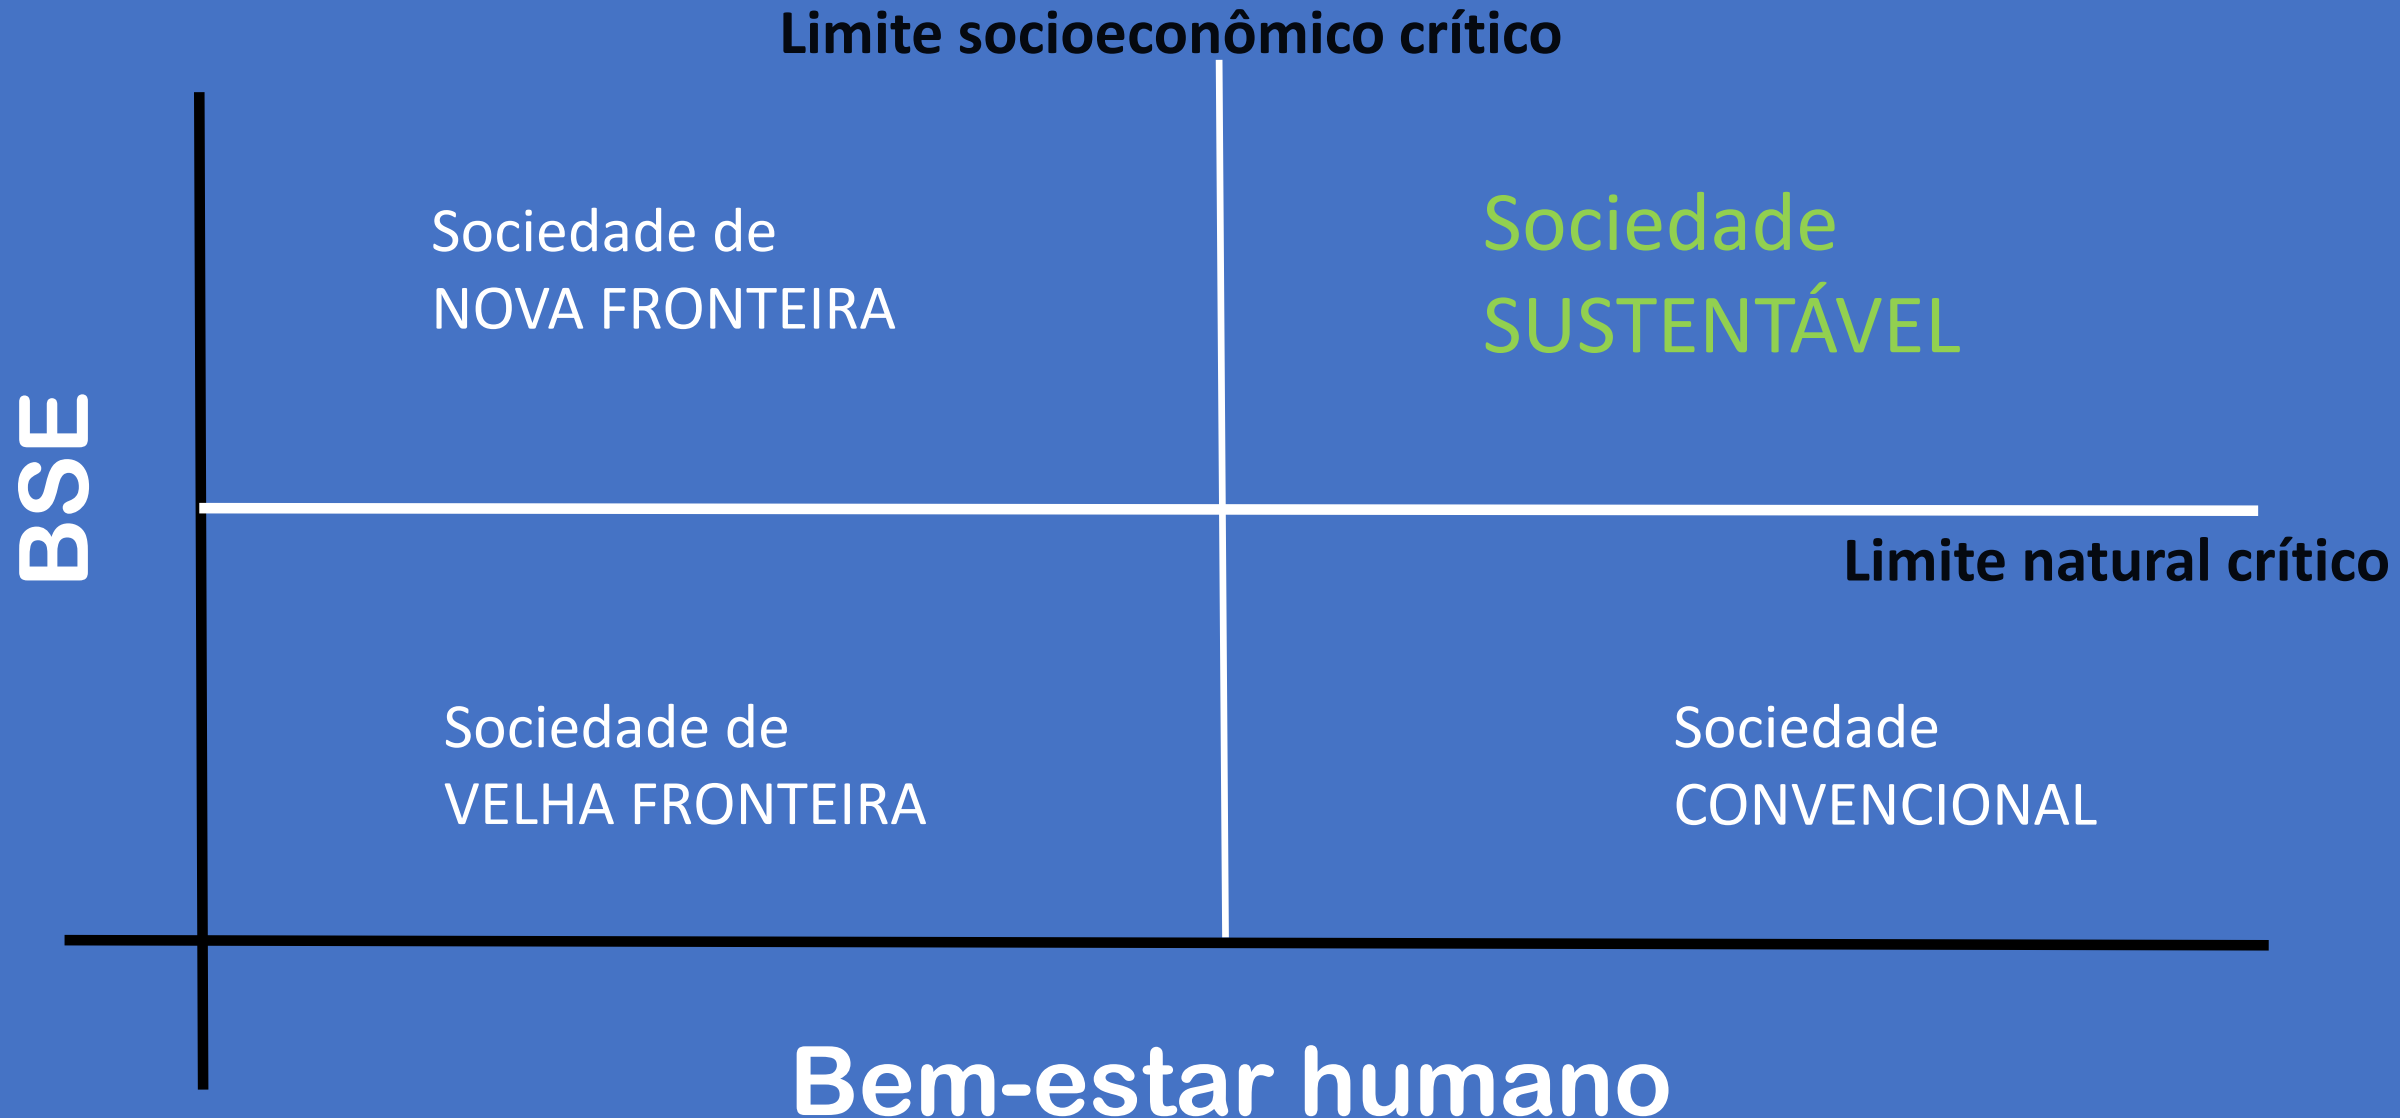 Limite socioeconômico crítico
Sociedade de
NOVA FRONTEIRA
Sociedade
SUSTENTÁVEL
BSE
Limite natural crítico
Sociedade de
VELHA FRONTEIRA
Sociedade
CONVENCIONAL
Bem-estar humano